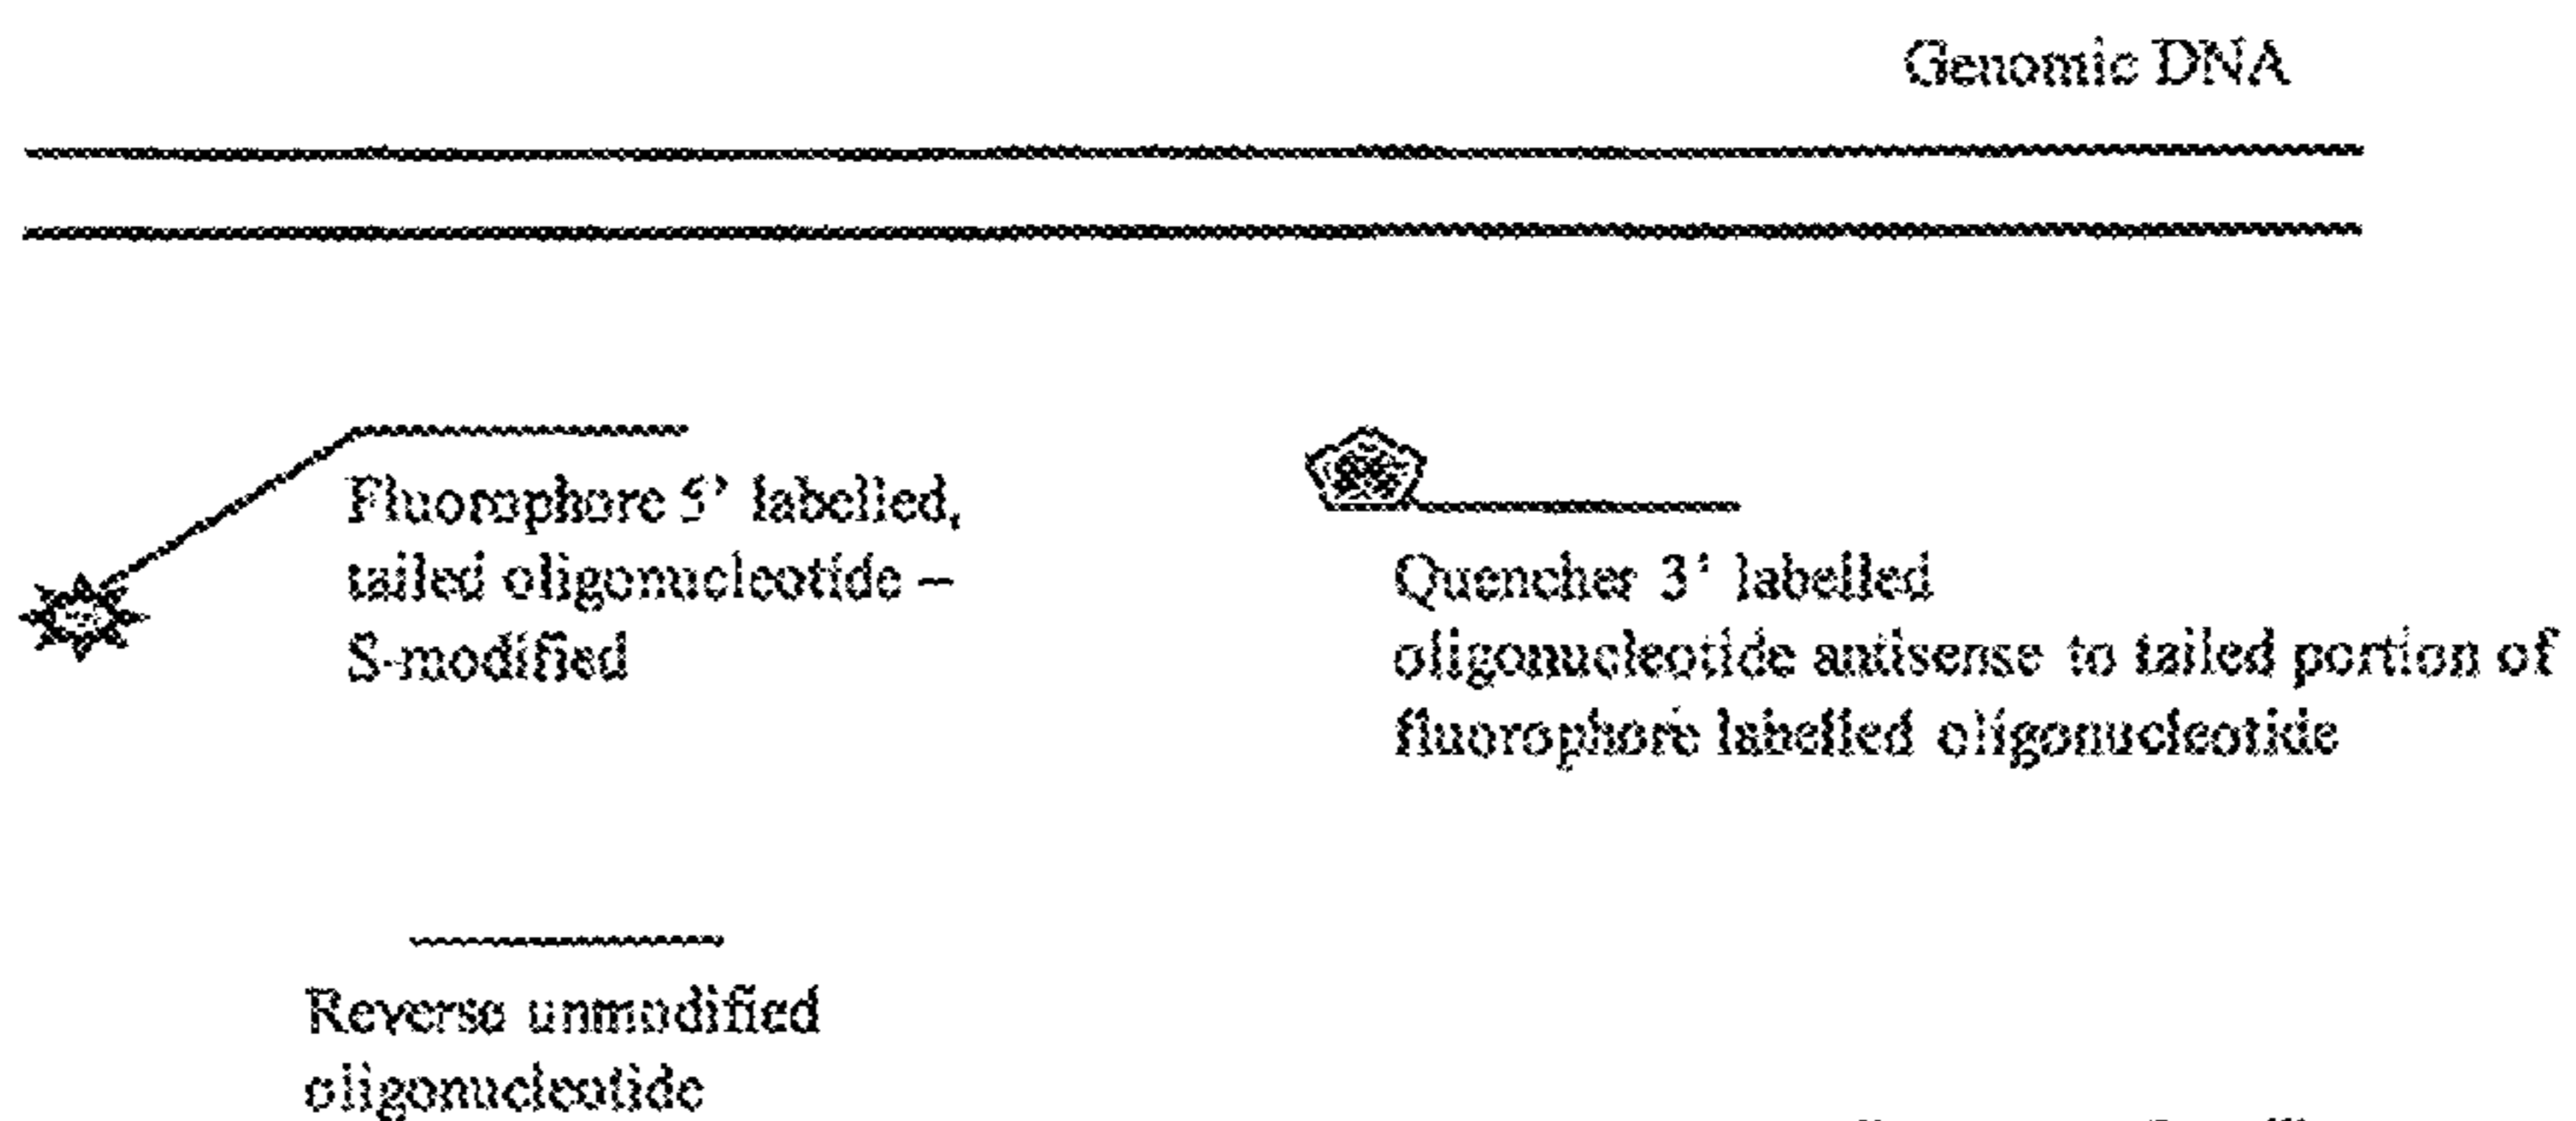 Genomic DNA
Fluorophore 5' labelled,
tailed oligonucleotide –
S-modified
Quencher 3' labelled
oligonucleotide antisense to tailed portion of
fluorophore labelled oligonucleotide
Reverse unmodified
oligonucleotide